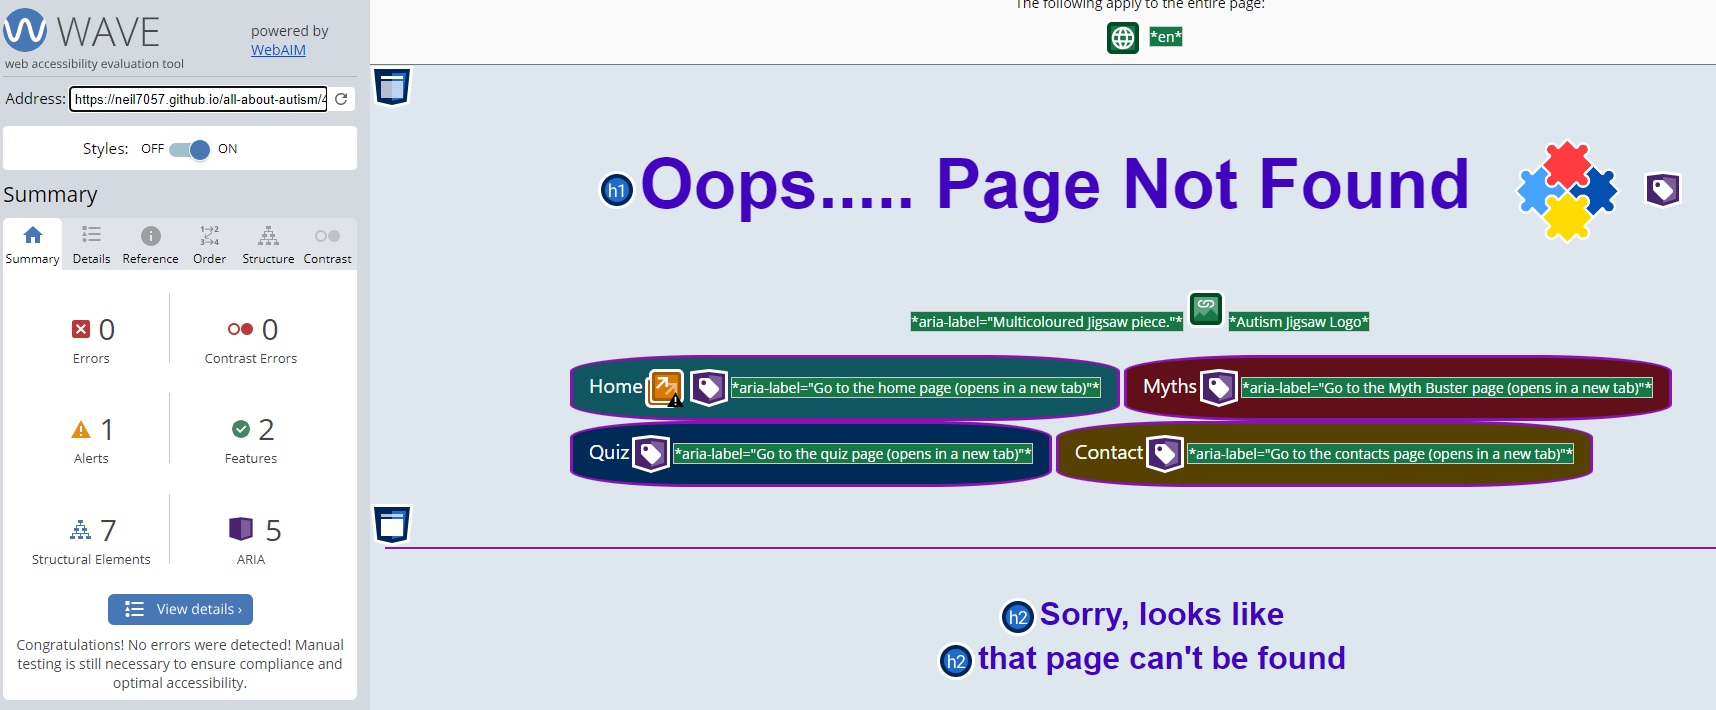 WAVE
powered by
WebAIM
web accessibility evaluation tool
Address: https://neil7057.github.io/all-about-autism/4
Styles: OFF ON
Summary
Summary Details Reference Order Structure Contrast
0 Errors
0 Contrast Errors
1 Alerts
2 Features
7 Structural Elements
5 ARIA
View details ›
Congratulations! No errors were detected! Manual
testing is still necessary to ensure compliance and
optimal accessibility.
The following apply to the entire page:
*en*
h1 Oops..... Page Not Found
*aria-label="Multicoloured Jigsaw piece."* *Autism Jigsaw Logo*
Home *aria-label="Go to the home page (opens in a new tab)"*
Myths *aria-label="Go to the Myth Buster page (opens in a new tab)"*
Quiz *aria-label="Go to the quiz page (opens in a new tab)"*
Contact *aria-label="Go to the contacts page (opens in a new tab)"*
h2 Sorry, looks like
h2 that page can't be found